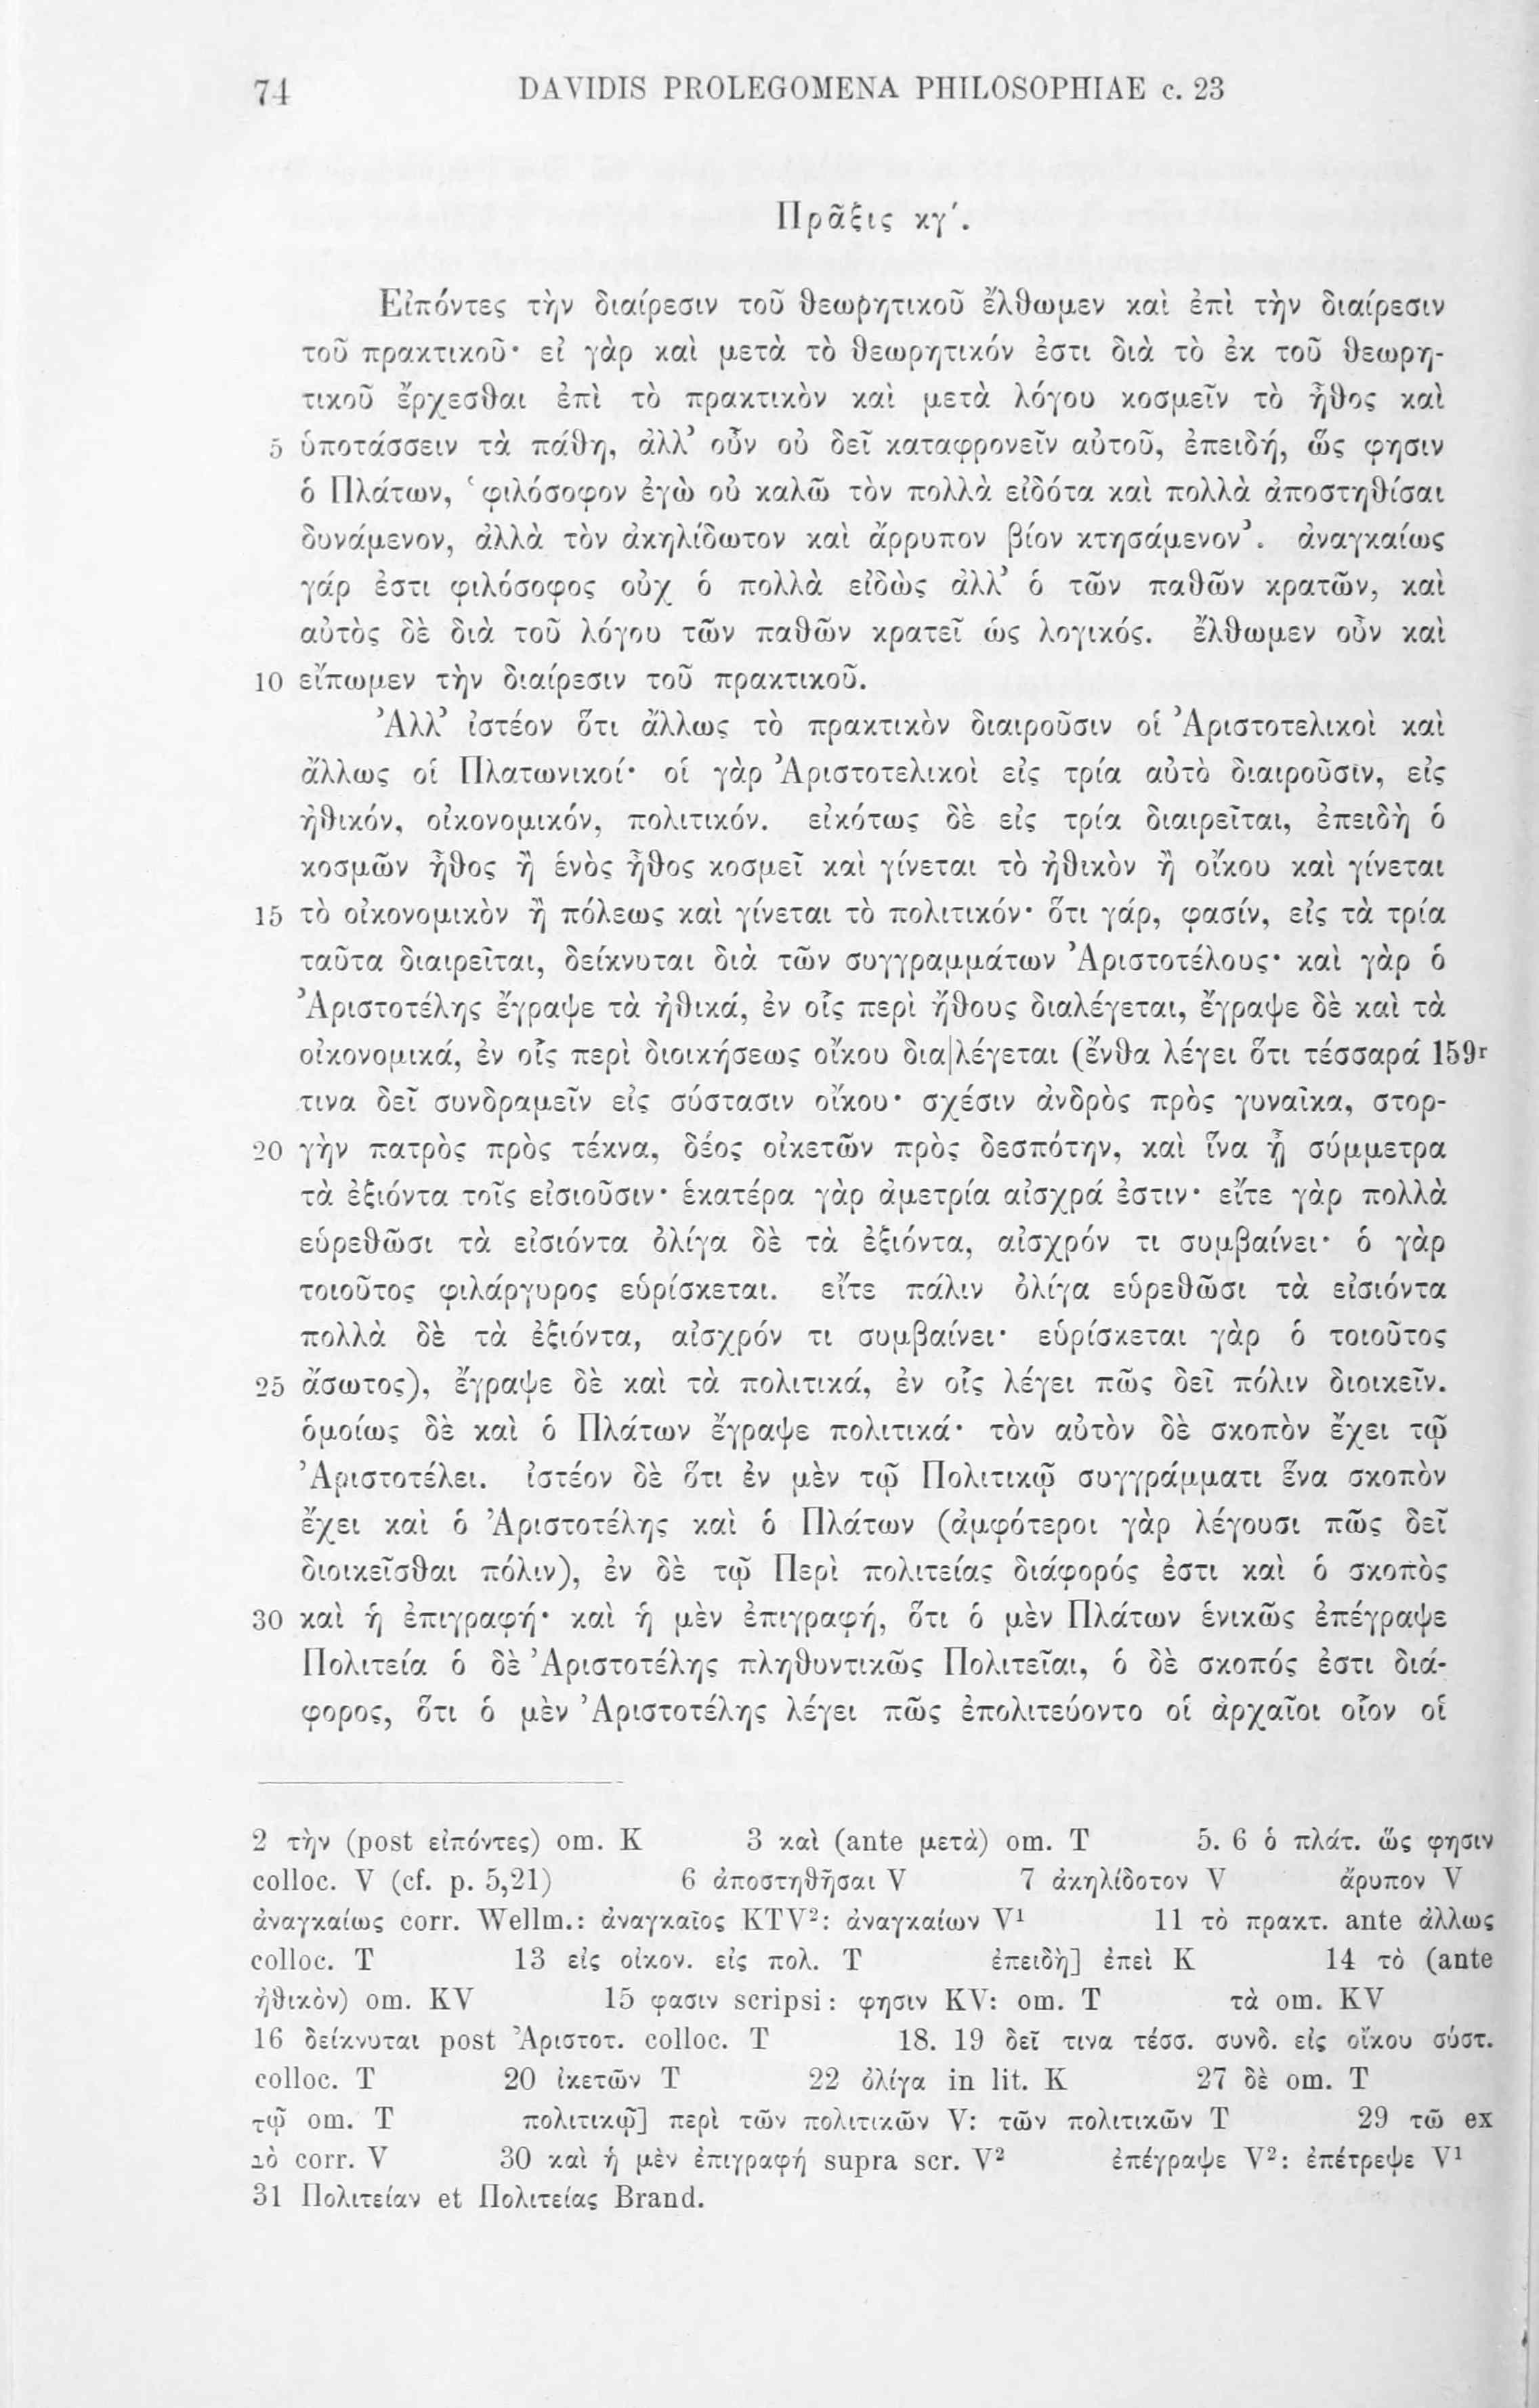 74 DAVIDIS PROLEGOMENA PHILOSOPHIAE c. 23
Πρᾶξις κγʹ.
Εἰπόντες τὴν διαίρεσιν τοῦ θεωρητικοῦ ἔλθωμεν καὶ ἐπὶ τὴν διαίρεσιν
τοῦ πρακτικοῦ· εἰ γὰρ καὶ μετὰ τὸ θεωρητικόν ἐστι διὰ τὸ ἐκ τοῦ θεωρη-
τικοῦ ἔρχεσθαι ἐπὶ τὸ πρακτικὸν καὶ μετὰ λόγου κοσμεῖν τὸ ἦθος καὶ
5 ὑποτάσσειν τὰ πάθη, ἀλλ’ οὖν οὐ δεῖ καταφρονεῖν αὐτοῦ, ἐπειδή, ὥς φησιν
ὁ Πλάτων, ‘φιλόσοφον ἐγὼ οὐ καλῶ τὸν πολλὰ εἰδότα καὶ πολλὰ ἀποστηθίσαι
δυνάμενον, ἀλλὰ τὸν ἀκηλίδωτον καὶ ἄρρυπον βίον κτησάμενον’. ἀναγκαίως
γάρ ἐστι φιλόσοφος οὐχ ὁ πολλὰ εἰδὼς ἀλλ’ ὁ τῶν παθῶν κρατῶν, καὶ
αὐτὸς δὲ διὰ τοῦ λόγου τῶν παθῶν κρατεῖ ὡς λογικός. ἔλθωμεν οὖν καὶ
10 εἴπωμεν τὴν διαίρεσιν τοῦ πρακτικοῦ.
Ἀλλ’ ἰστέον ὅτι ἄλλως τὸ πρακτικὸν διαιροῦσιν οἱ Ἀριστοτελικοὶ καὶ
ἄλλως οἱ Πλατωνικοί· οἱ γὰρ Ἀριστοτελικοὶ εἰς τρία αὐτὸ διαιροῦσιν, εἰς
ἠθικόν, οἰκονομικόν, πολιτικόν. εἰκότως δὲ εἰς τρία διαιρεῖται, ἐπειδὴ ὁ
κοσμῶν ἦθος ἢ ἑνὸς ἦθος κοσμεῖ καὶ γίνεται τὸ ἠθικὸν ἢ οἴκου καὶ γίνεται
15 τὸ οἰκονομικὸν ἢ πόλεως καὶ γίνεται τὸ πολιτικόν· ὅτι γάρ, φασίν, εἰς τὰ τρία
ταῦτα διαιρεῖται, δείκνυται διὰ τῶν συγγραμμάτων Ἀριστοτέλους· καὶ γὰρ ὁ
Ἀριστοτέλης ἔγραψε τὰ ἠθικά, ἐν οἷς περὶ ἤθους διαλέγεται, ἔγραψε δὲ καὶ τὰ
οἰκονομικά, ἐν οἷς περὶ διοικήσεως οἴκου δια|λέγεται (ἔνθα λέγει ὅτι τέσσαρά 159r
τινα δεῖ συνδραμεῖν εἰς σύστασιν οἴκου· σχέσιν ἀνδρὸς πρὸς γυναῖκα, στορ-
20 γὴν πατρὸς πρὸς τέκνα, δέος οἰκετῶν πρὸς δεσπότην, καὶ ἵνα ᾖ σύμμετρα
τὰ ἐξιόντα τοῖς εἰσιοῦσιν· ἑκατέρα γὰρ ἀμετρία αἰσχρά ἐστιν· εἴτε γὰρ πολλὰ
εὑρεθῶσι τὰ εἰσιόντα ὀλίγα δὲ τὰ ἐξιόντα, αἰσχρόν τι συμβαίνει· ὁ γὰρ
τοιοῦτος φιλάργυρος εὑρίσκεται. εἴτε πάλιν ὀλίγα εὑρεθῶσι τὰ εἰσιόντα
πολλὰ δὲ τὰ ἐξιόντα, αἰσχρόν τι συμβαίνει· εὑρίσκεται γὰρ ὁ τοιοῦτος
25 ἄσωτος), ἔγραψε δὲ καὶ τὰ πολιτικά, ἐν οἷς λέγει πῶς δεῖ πόλιν διοικεῖν.
ὁμοίως δὲ καὶ ὁ Πλάτων ἔγραψε πολιτικά· τὸν αὐτὸν δὲ σκοπὸν ἔχει τῷ
Ἀριστοτέλει. ἰστέον δὲ ὅτι ἐν μὲν τῷ Πολιτικῷ συγγράμματι ἕνα σκοπὸν
ἔχει καὶ ὁ Ἀριστοτέλης καὶ ὁ Πλάτων (ἀμφότεροι γὰρ λέγουσι πῶς δεῖ
διοικεῖσθαι πόλιν), ἐν δὲ τῷ Περὶ πολιτείας διάφορός ἐστι καὶ ὁ σκοπὸς
30 καὶ ἡ ἐπιγραφή· καὶ ἡ μὲν ἐπιγραφή, ὅτι ὁ μὲν Πλάτων ἑνικῶς ἐπέγραψε
Πολιτεία ὁ δὲ Ἀριστοτέλης πληθυντικῶς Πολιτεῖαι, ὁ δὲ σκοπός ἐστι διά-
φορος, ὅτι ὁ μὲν Ἀριστοτέλης λέγει πῶς ἐπολιτεύοντο οἱ ἀρχαῖοι οἷον οἱ
2 τὴν (post εἰπόντες) om. K 3 καὶ (ante μετὰ) om. T 5. 6 ὁ πλάτ. ὥς φησιν
colloc. V (cf. p. 5,21) 6 ἀποστηθῆσαι V 7 ἀκηλίδοτον V ἄρυπον V
ἀναγκαίως corr. Wellm.: ἀναγκαῖος KTV²: ἀναγκαίων V¹ 11 τὸ πρακτ. ante ἄλλως
colloc. T 13 εἰς οἰκον. εἰς πολ. T ἐπειδὴ] ἐπεὶ K 14 τὸ (ante
ἠθικὸν) om. KV 15 φασιν scripsi: φησιν KV: om. T τὰ om. KV
16 δείκνυται post Ἀριστοτ. colloc. T 18. 19 δεῖ τινα τέσσ. συνδ. εἰς οἴκου σύστ.
colloc. T 20 ἱκετῶν T 22 ὀλίγα in lit. K 27 δὲ om. T
τῷ om. T πολιτικῷ] περὶ τῶν πολιτικῶν V: τῶν πολιτικῶν T 29 τῶ ex
τὸ corr. V 30 καὶ ἡ μὲν ἐπιγραφή supra scr. V² ἐπέγραψε V²: ἐπέτρεψε V¹
31 Πολιτείαν et Πολιτείας Brand.